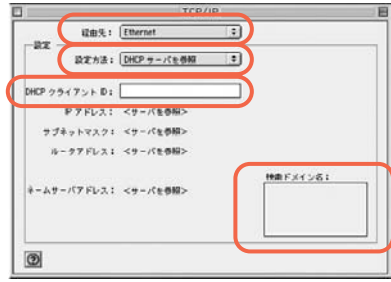 TCP/IP
経由先： Ethernet
設定
設定方法： DHCP サーバを参照
DHCP クライアント ID：
IP アドレス： <サーバを参照>
サブネットマスク： <サーバを参照>
ルータアドレス： <サーバを参照>
ネームサーバアドレス： <サーバを参照>
検索ドメイン名：
?